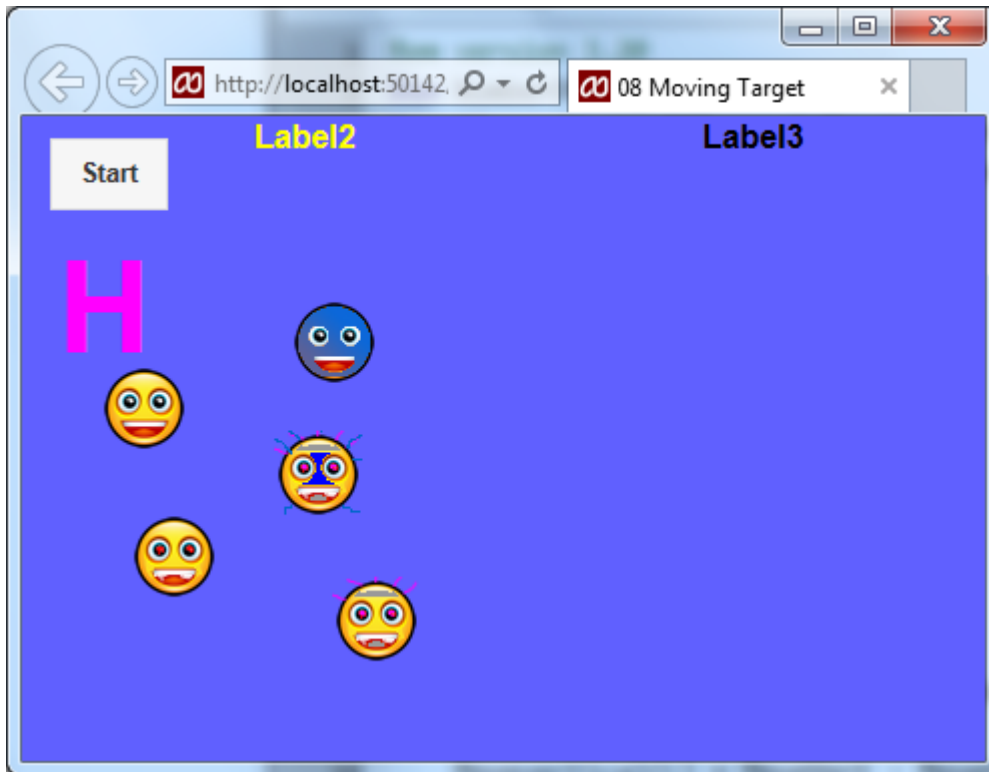 http://localhost:50142,
08 Moving Target
Label2
Label3
Start
H